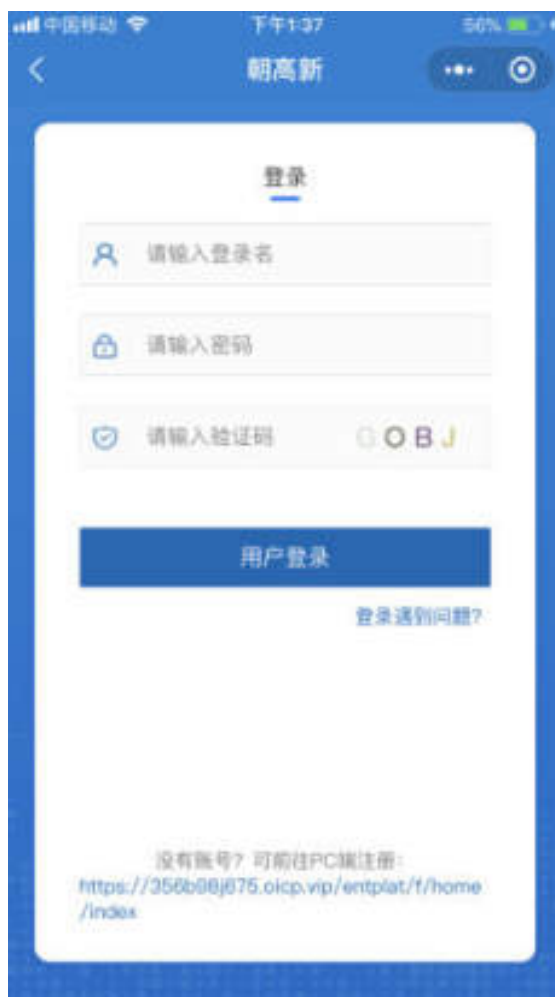 中国移动 下午1:37 56%
朝高新
登录
请输入登录名
请输入密码
请输入验证码 GOBJ
用户登录
登录遇到问题?
没有账号?可前往PC端注册:
https://356b98j675.oicp.vip/entplat/f/home
/index